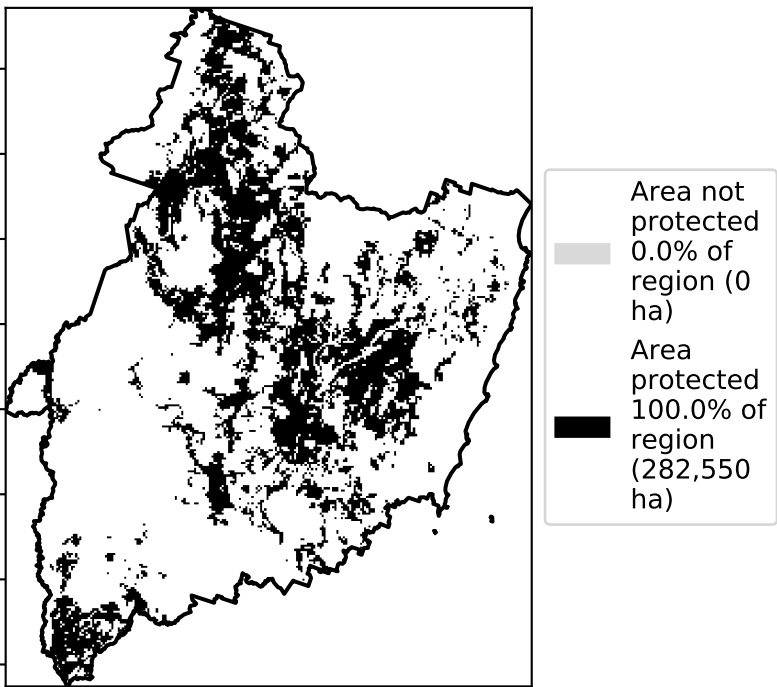 Area not
protected
0.0% of
region (0
ha)
Area
protected
100.0% of
region
(282,550
ha)